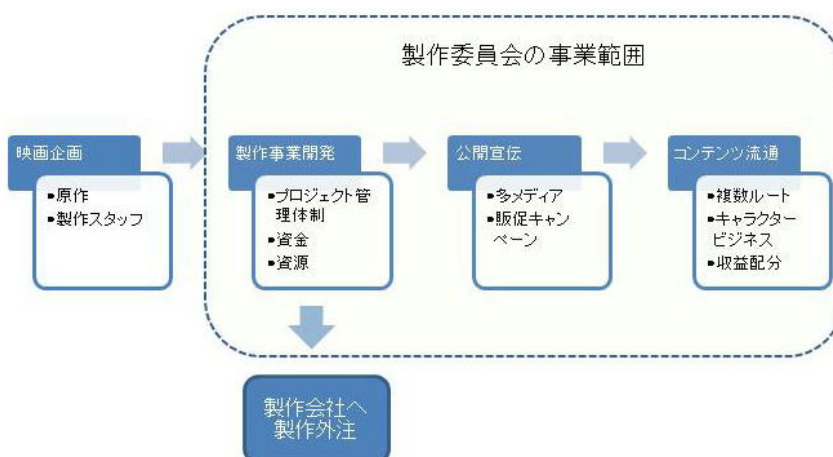 製作委員会の事業範囲
映画企画
•原作
•製作スタッフ
製作事業開発
•プロジェクト管
理体制
•資金
•資源
公開宣伝
•多メディア
•販促キャン
ペーン
コンテンツ流通
•複数ルート
•キャラクター
ビジネス
•収益配分
製作会社へ
製作外注